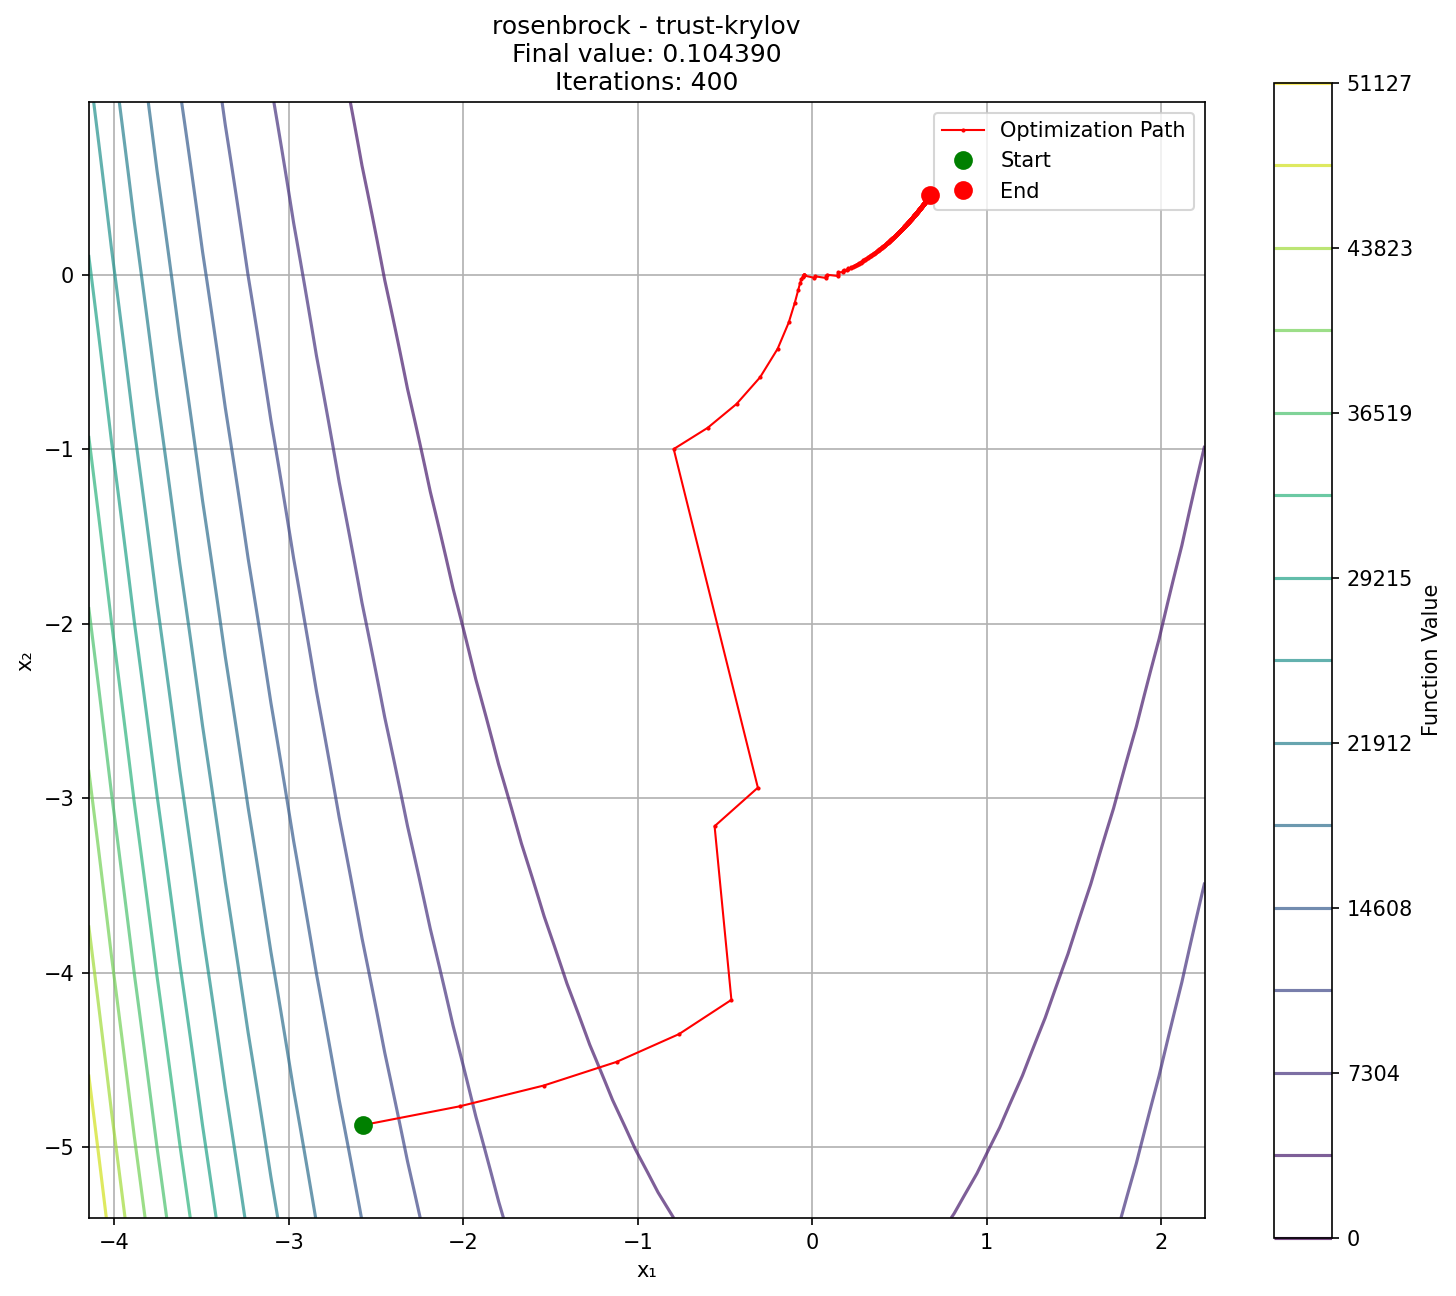 rosenbrock - trust-krylov
Final value: 0.104390
Iterations: 400
Optimization Path
Start
End
0
−1
−2
−3
−4
−5
x₂
−4
−3
−2
−1
0
1
2
x₁
51127
43823
36519
29215
21912
14608
7304
0
Function Value